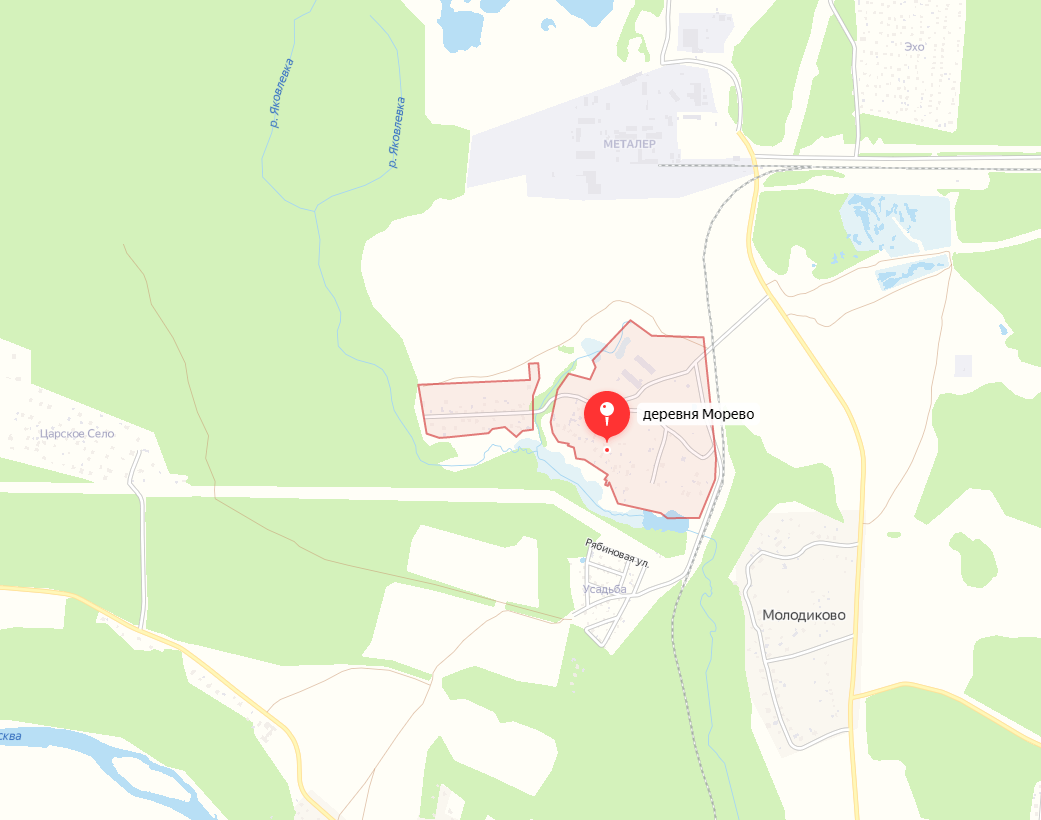 Эхо
р. Яковлевка
р. Яковлевка
МЕТАЛЕР
деревня Морево
Царское Село
Рябиновая ул.
Усадьба
Молодиково
сква